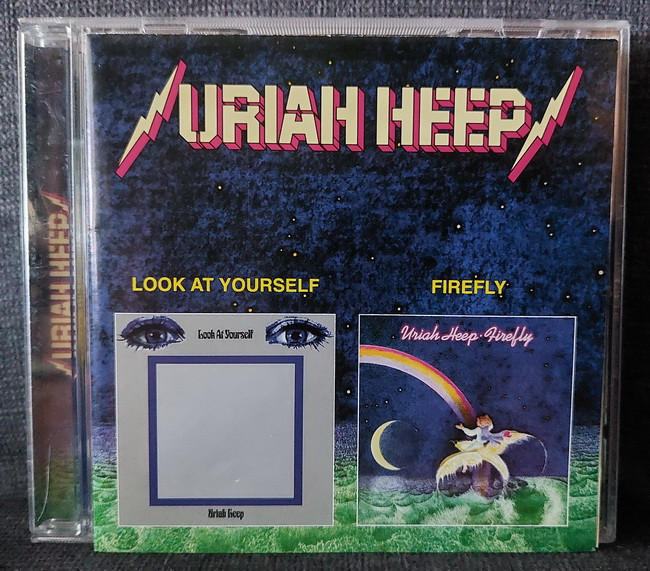 URIAH HEEP
URIAH HEEP
LOOK AT YOURSELF
FIREFLY
Look At Yourself
Uriah Heep · Firefly
Uriah Heep